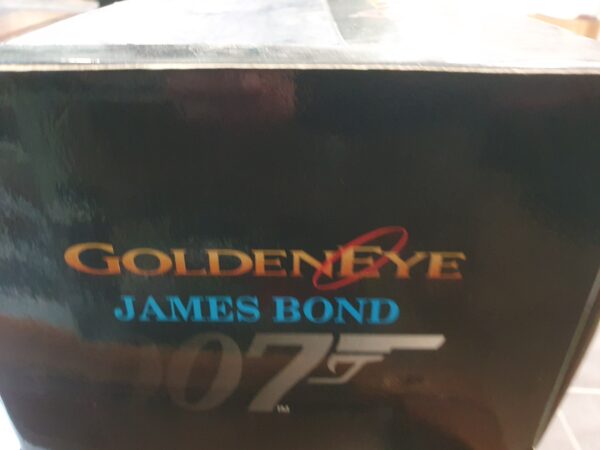 GOLDENEYE
JAMES BOND
007
TM